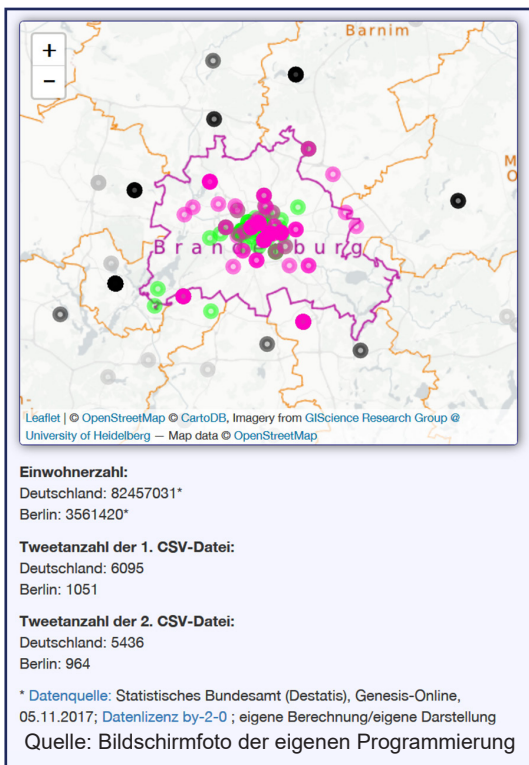 Barnim
+
−
M
O
Brandenburg
Leaflet | © OpenStreetMap © CartoDB, Imagery from GIScience Research Group @
University of Heidelberg — Map data © OpenStreetMap
Einwohnerzahl:
Deutschland: 82457031*
Berlin: 3561420*
Tweetanzahl der 1. CSV-Datei:
Deutschland: 6095
Berlin: 1051
Tweetanzahl der 2. CSV-Datei:
Deutschland: 5436
Berlin: 964
* Datenquelle: Statistisches Bundesamt (Destatis), Genesis-Online,
05.11.2017; Datenlizenz by-2-0 ; eigene Berechnung/eigene Darstellung
Quelle: Bildschirmfoto der eigenen Programmierung